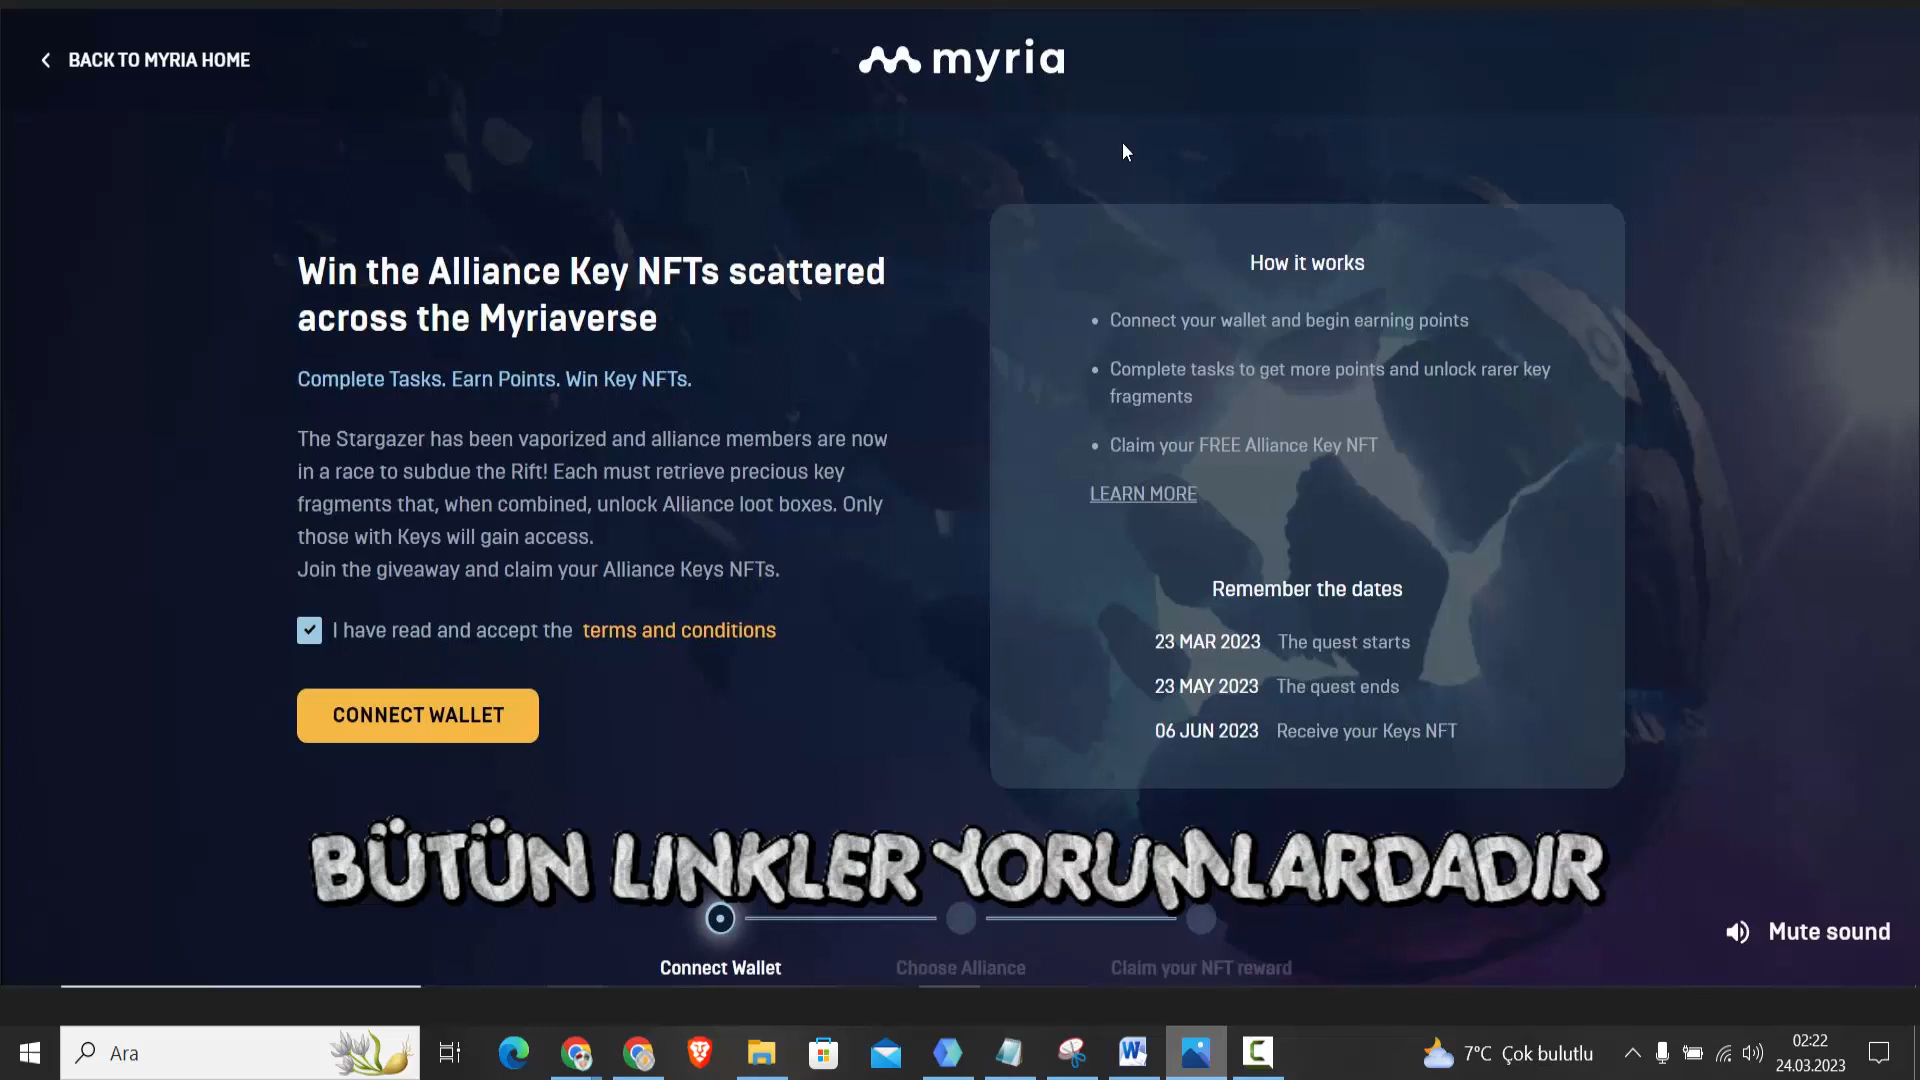 BACK TO MYRIA HOME
myria
Win the Alliance Key NFTs scattered
across the Myriaverse
Complete Tasks. Earn Points. Win Key NFTs.
The Stargazer has been vaporized and alliance members are now
in a race to subdue the Rift! Each must retrieve precious key
fragments that, when combined, unlock Alliance loot boxes. Only
those with Keys will gain access.
Join the giveaway and claim your Alliance Keys NFTs.
I have read and accept the terms and conditions
CONNECT WALLET
How it works
• Connect your wallet and begin earning points
• Complete tasks to get more points and unlock rarer key
fragments
• Claim your FREE Alliance Key NFT
LEARN MORE
Remember the dates
23 MAR 2023 The quest starts
23 MAY 2023 The quest ends
06 JUN 2023 Receive your Keys NFT
BÜTÜN LINKLER YORUMLARDADIR
Mute sound
Connect Wallet
Choose Alliance
Claim your NFT reward
Ara
7°C Çok bulutlu
02:22
24.03.2023